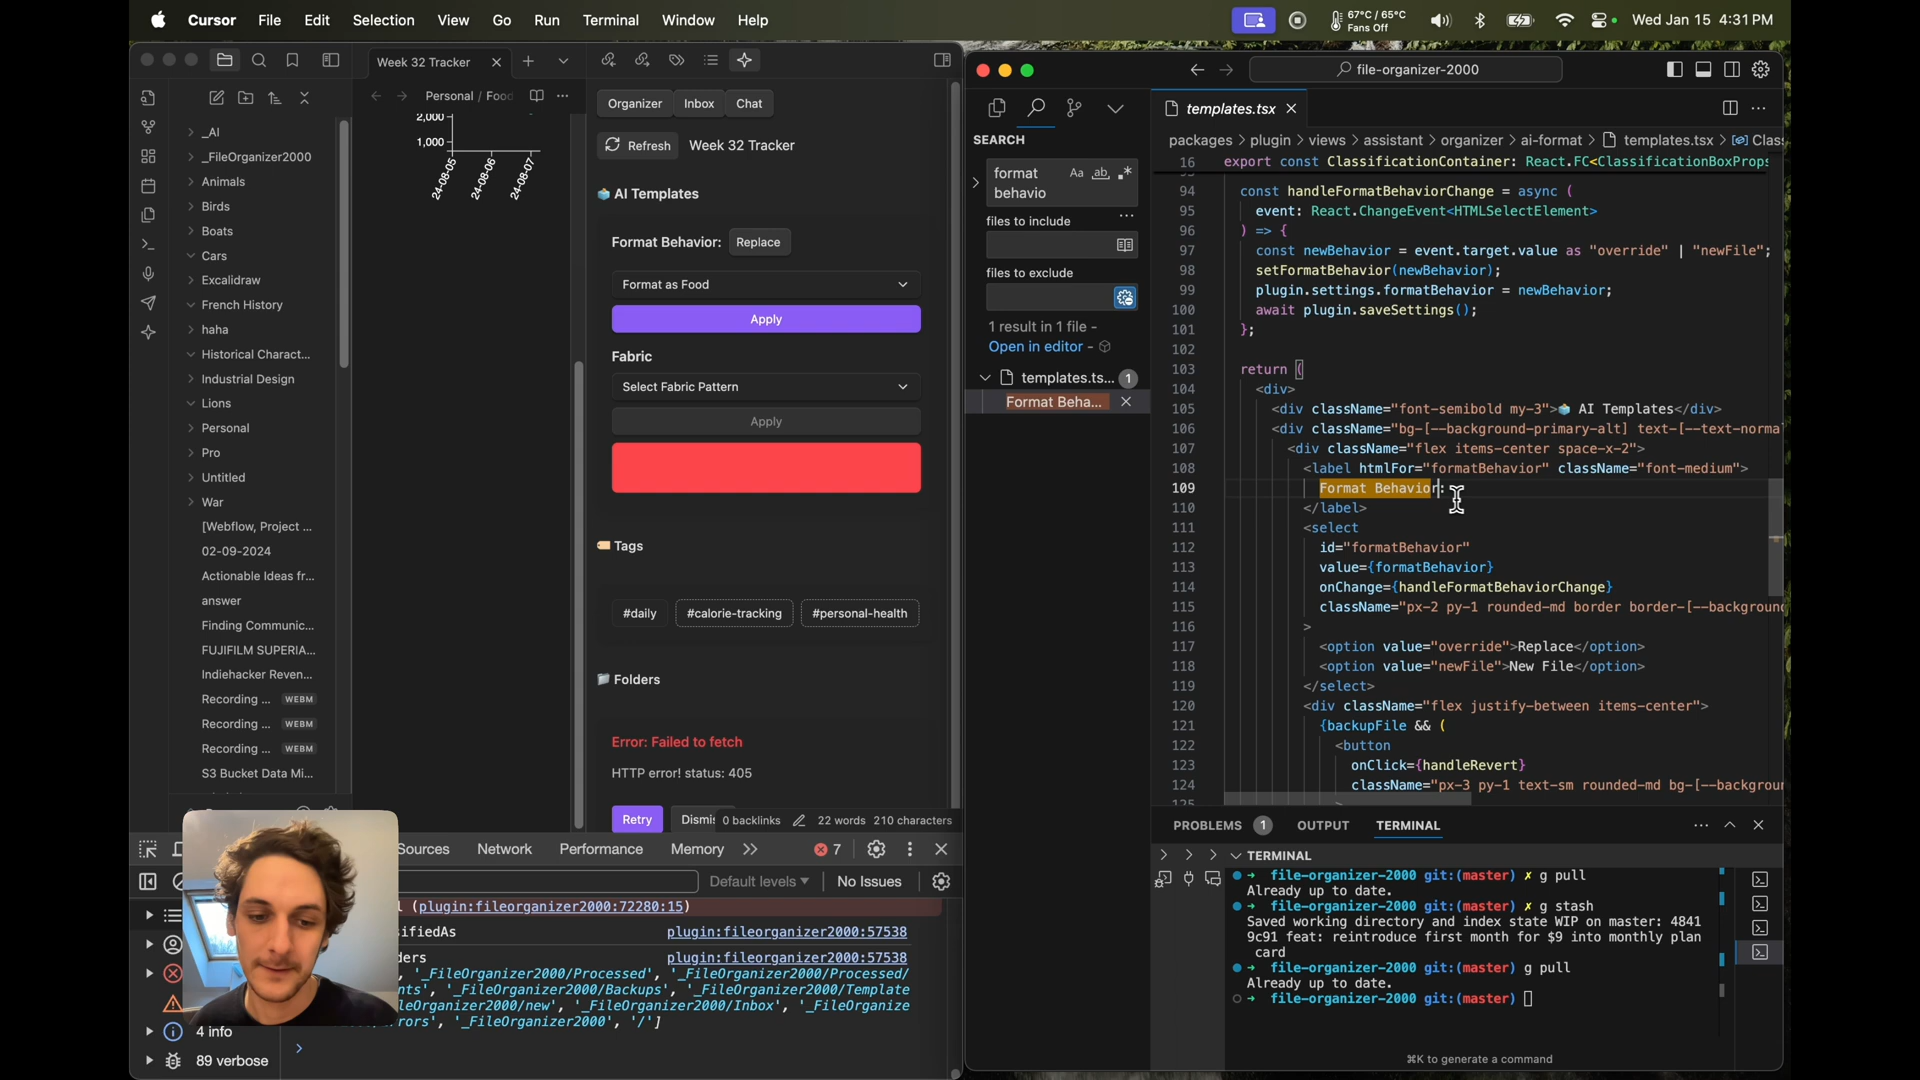 Cursor File Edit Selection View Go Run Terminal Window Help
67°C / 65°C
Fans Off
Wed Jan 15 4:31 PM
Week 32 Tracker
Personal / Food
2,000
1,000
24-08-05
24-08-06
24-08-07
_AI
_FileOrganizer2000
Animals
Birds
Boats
Cars
Excalidraw
French History
haha
Historical Charact...
Industrial Design
Lions
Personal
Pro
Untitled
War
[Webflow, Project ...
02-09-2024
Actionable Ideas fr...
answer
Finding Communic...
FUJIFILM SUPERIA...
Indiehacker Reven...
Recording ... WEBM
Recording ... WEBM
Recording ... WEBM
S3 Bucket Data Mi...
Organizer Inbox Chat
Refresh Week 32 Tracker
AI Templates
Format Behavior: Replace
Format as Food
Apply
Fabric
Select Fabric Pattern
Apply
Tags
#daily #calorie-tracking #personal-health
Folders
Error: Failed to fetch
HTTP error! status: 405
Retry Dismis
0 backlinks 22 words 210 characters
Sources Network Performance Memory 7
Default levels No Issues
l (plugin:fileorganizer2000:72280:15)
sifiedAs plugin:fileorganizer2000:57538
ders plugin:fileorganizer2000:57538
, '_FileOrganizer2000/Processed', '_FileOrganizer2000/Processed/
nts', '_FileOrganizer2000/Backups', '_FileOrganizer2000/Template
leOrganizer2000/new', '_FileOrganizer2000/Inbox', '_FileOrganize
rors', '_FileOrganizer2000', '/']
4 info
89 verbose
file-organizer-2000
SEARCH
format
behavio
Aa ab
files to include
files to exclude
1 result in 1 file -
Open in editor -
templates.ts... 1
Format Beha...
templates.tsx
packages > plugin > views > assistant > organizer > ai-format > templates.tsx > Class
16 export const ClassificationContainer: React.FC<ClassificationBoxProps
94 const handleFormatBehaviorChange = async (
95 event: React.ChangeEvent<HTMLSelectElement>
96 ) => {
97 const newBehavior = event.target.value as "override" | "newFile";
98 setFormatBehavior(newBehavior);
99 plugin.settings.formatBehavior = newBehavior;
100 await plugin.saveSettings();
101 };
102
103 return (
104 <div>
105 <div className="font-semibold my-3"> AI Templates</div>
106 <div className="bg-[--background-primary-alt] text-[--text-norma
107 <div className="flex items-center space-x-2">
108 <label htmlFor="formatBehavior" className="font-medium">
109 Format Behavior:
110 </label>
111 <select
112 id="formatBehavior"
113 value={formatBehavior}
114 onChange={handleFormatBehaviorChange}
115 className="px-2 py-1 rounded-md border border-[--background
116 >
117 <option value="override">Replace</option>
118 <option value="newFile">New File</option>
119 </select>
120 <div className="flex justify-between items-center">
121 {backupFile && (
122 <button
123 onClick={handleRevert}
124 className="px-3 py-1 text-sm rounded-md bg-[--backgroun
125 >
PROBLEMS 1 OUTPUT TERMINAL
TERMINAL
➜ file-organizer-2000 git:(master) ✗ g pull
Already up to date.
➜ file-organizer-2000 git:(master) ✗ g stash
Saved working directory and index state WIP on master: 4841
9c91 feat: reintroduce first month for $9 into monthly plan
card
➜ file-organizer-2000 git:(master) g pull
Already up to date.
➜ file-organizer-2000 git:(master)
⌘K to generate a command